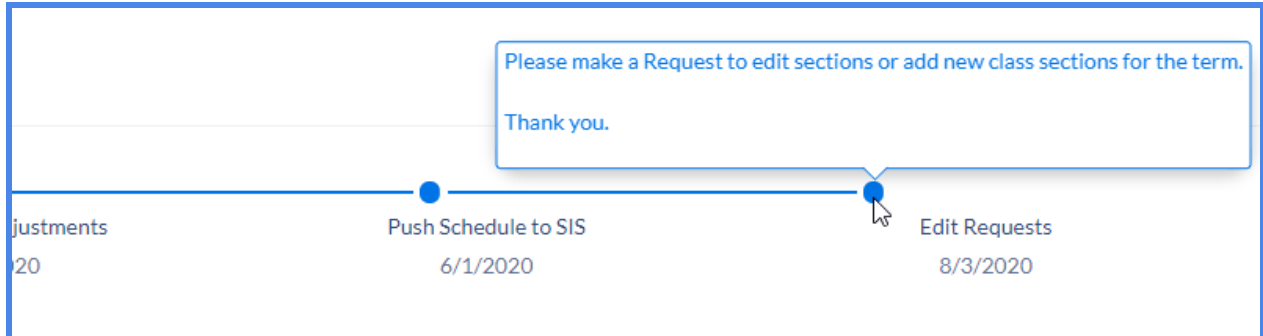 Please make a Request to edit sections or add new class sections for the term.
Thank you.
justments
Push Schedule to SIS
Edit Requests
020
6/1/2020
8/3/2020